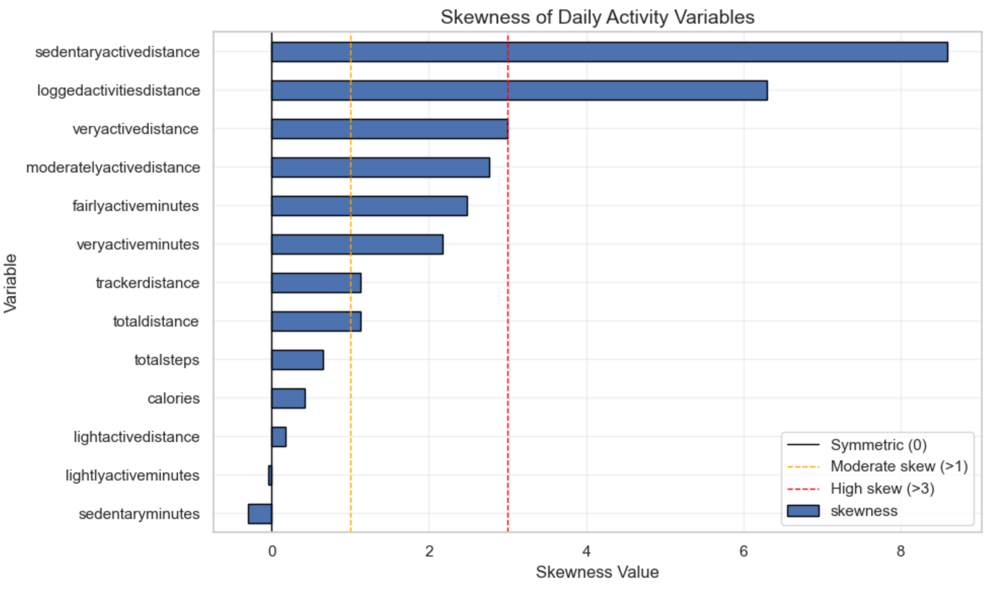 Skewness of Daily Activity Variables
sedentaryactivedistance
loggedactivitiesdistance
veryactivedistance
moderatelyactivedistance
fairlyactiveminutes
veryactiveminutes
trackerdistance
totaldistance
totalsteps
calories
lightactivedistance
lightlyactiveminutes
sedentaryminutes
Variable
Symmetric (0)
Moderate skew (>1)
High skew (>3)
skewness
0 2 4 6 8
Skewness Value